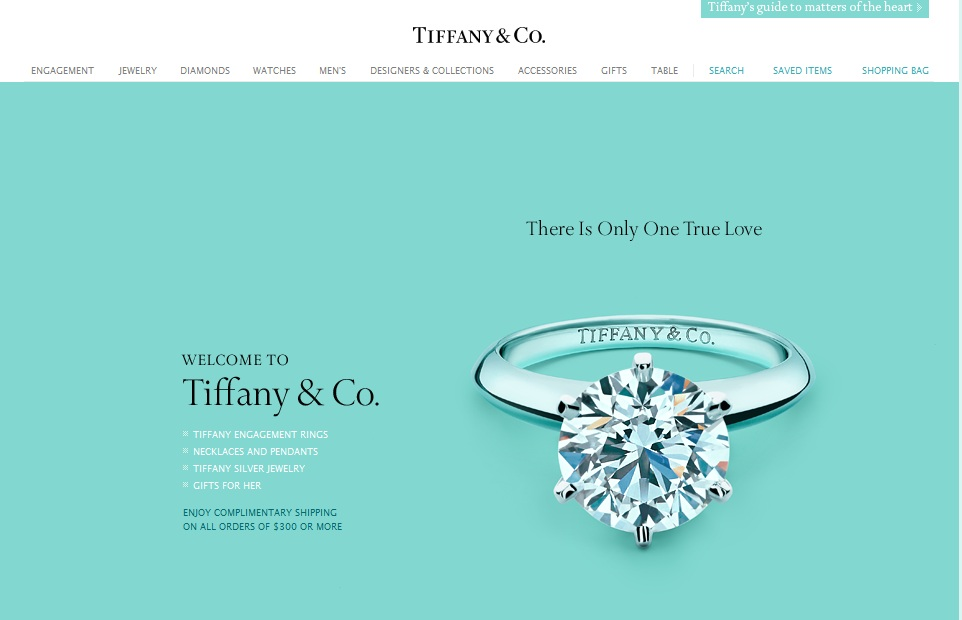 Tiffany's guide to matters of the heart
TIFFANY & CO.
ENGAGEMENT JEWELRY DIAMONDS WATCHES MEN'S DESIGNERS & COLLECTIONS ACCESSORIES GIFTS TABLE SEARCH SAVED ITEMS SHOPPING BAG
There Is Only One True Love
TIFFANY & CO.
WELCOME TO
Tiffany & Co.
TIFFANY ENGAGEMENT RINGS
NECKLACES AND PENDANTS
TIFFANY SILVER JEWELRY
GIFTS FOR HER
ENJOY COMPLIMENTARY SHIPPING
ON ALL ORDERS OF $300 OR MORE